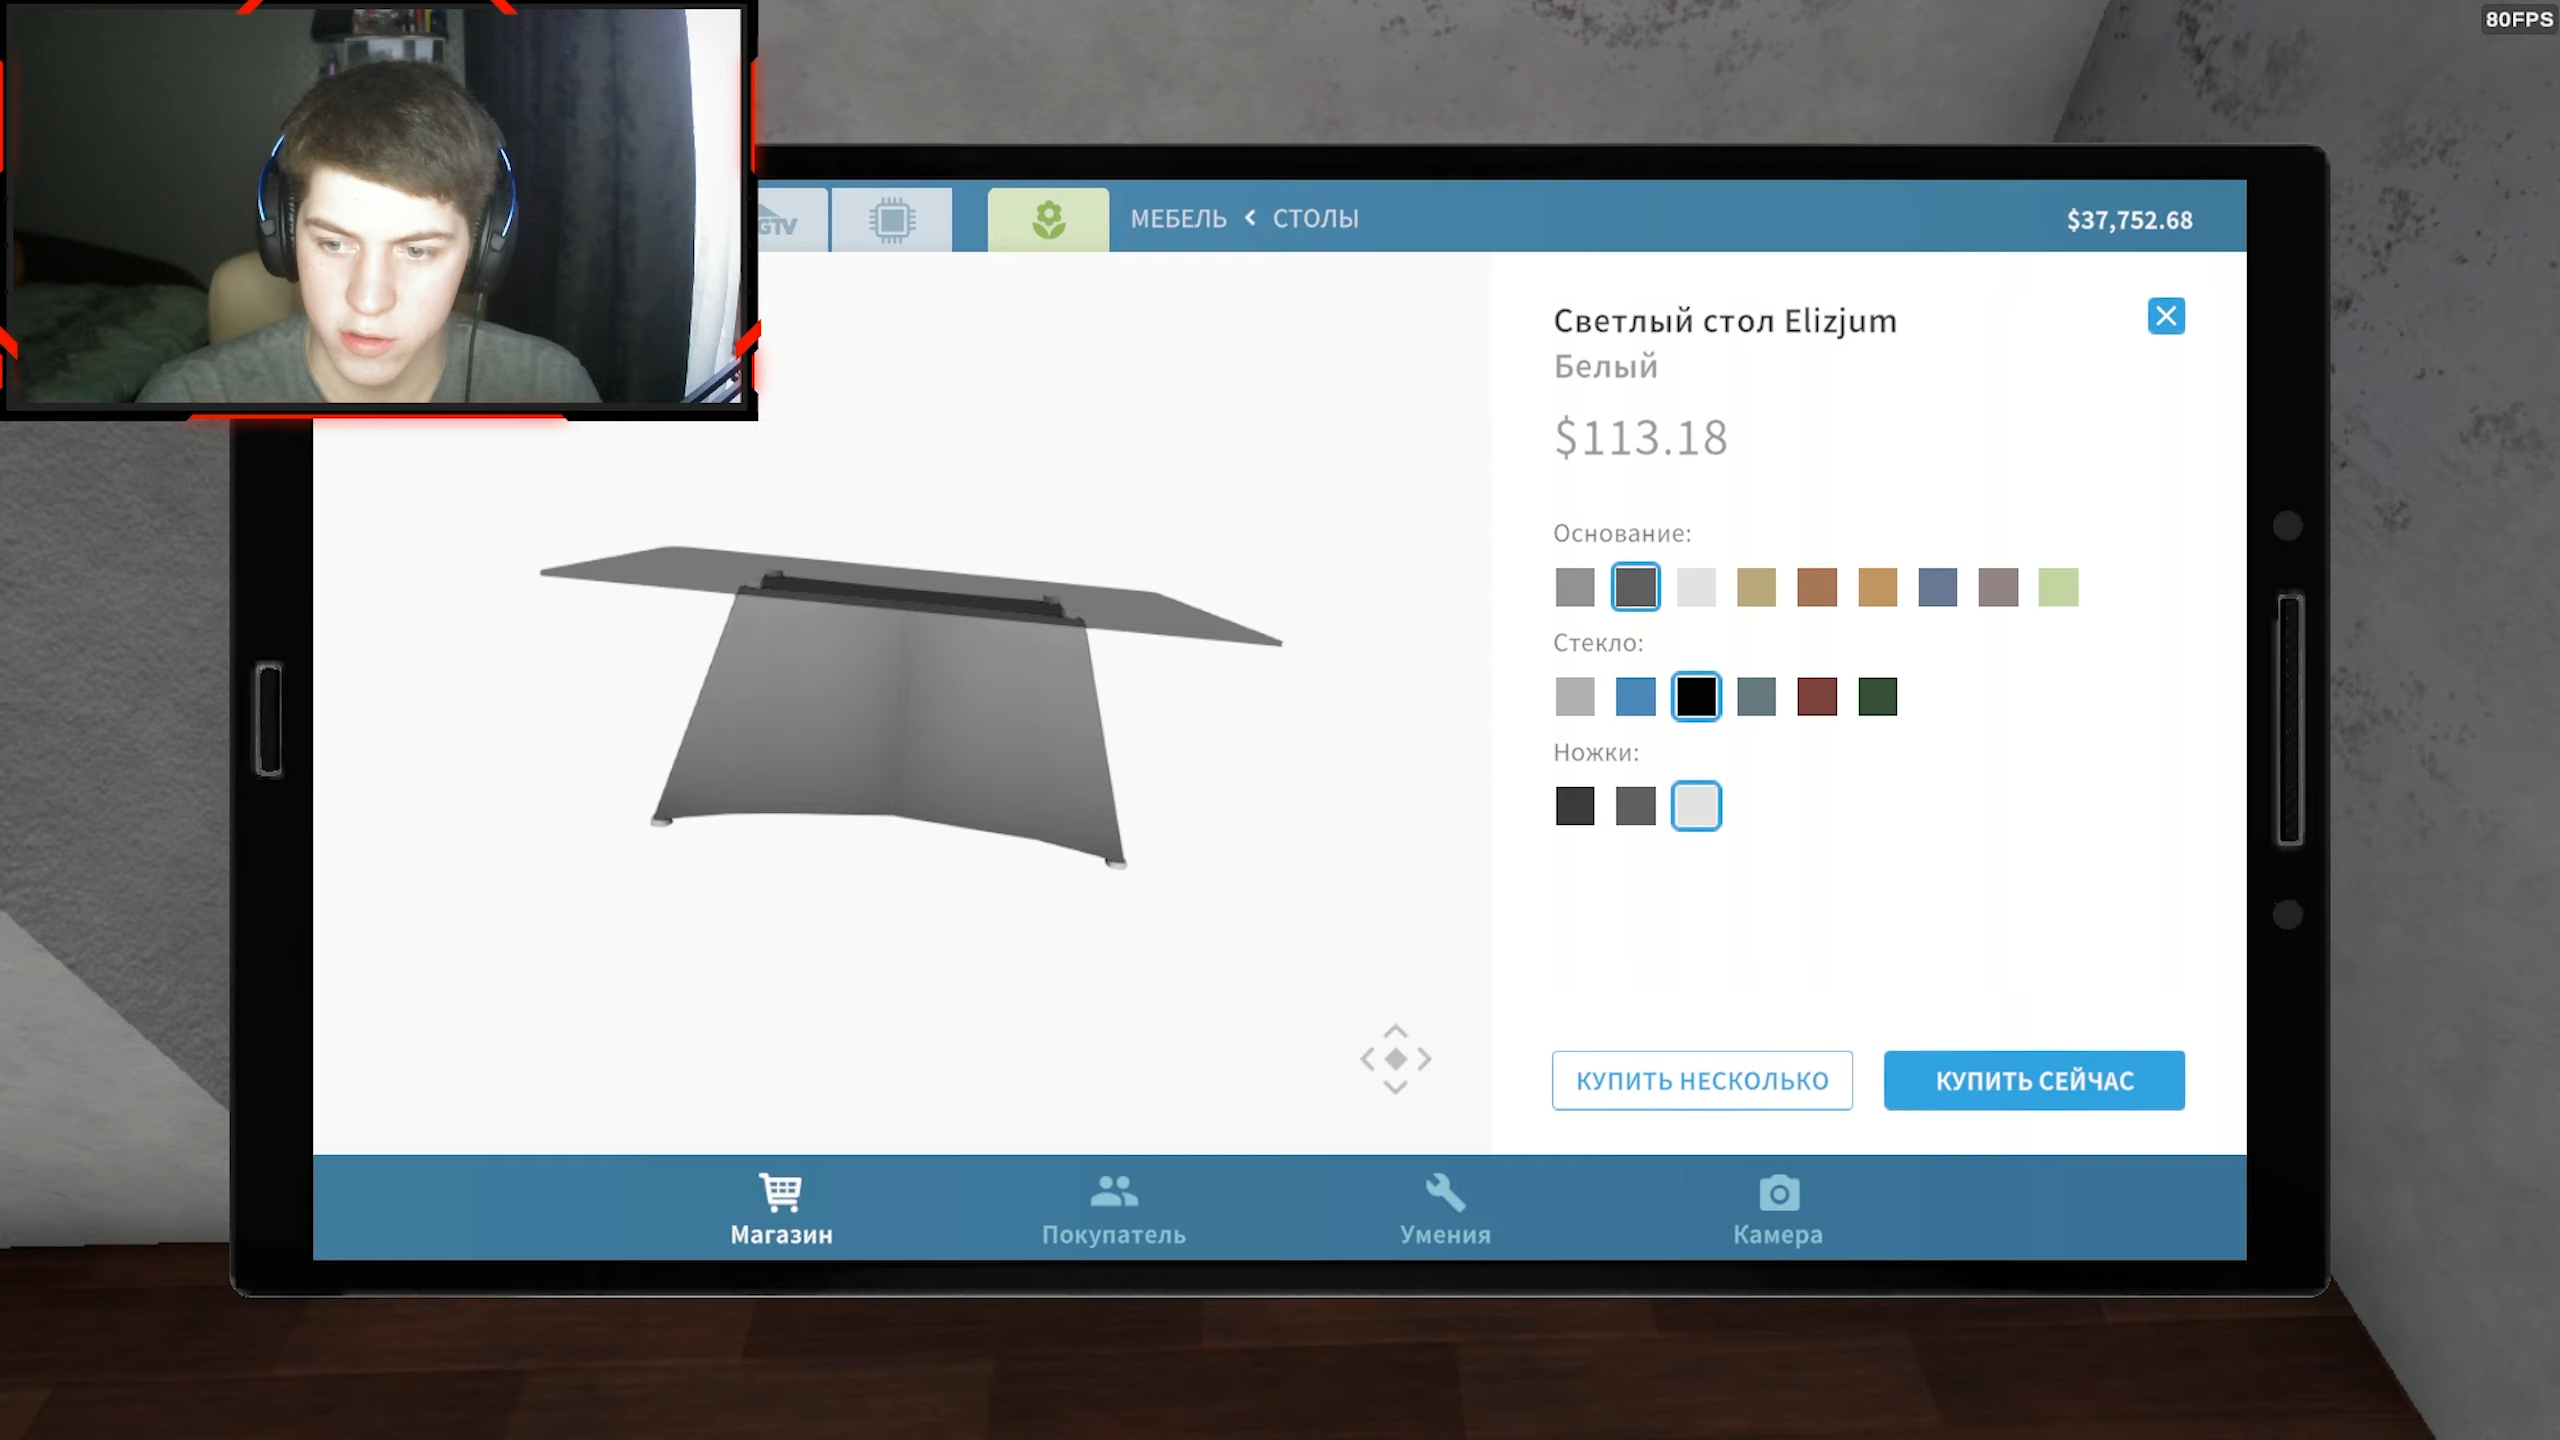 80FPS
GTV
МЕБЕЛЬ < СТОЛЫ
$37,752.68
Светлый стол Elizjum
Белый
$113.18
Основание:
Стекло:
Ножки:
КУПИТЬ НЕСКОЛЬКО
КУПИТЬ СЕЙЧАС
Магазин
Покупатель
Умения
Камера